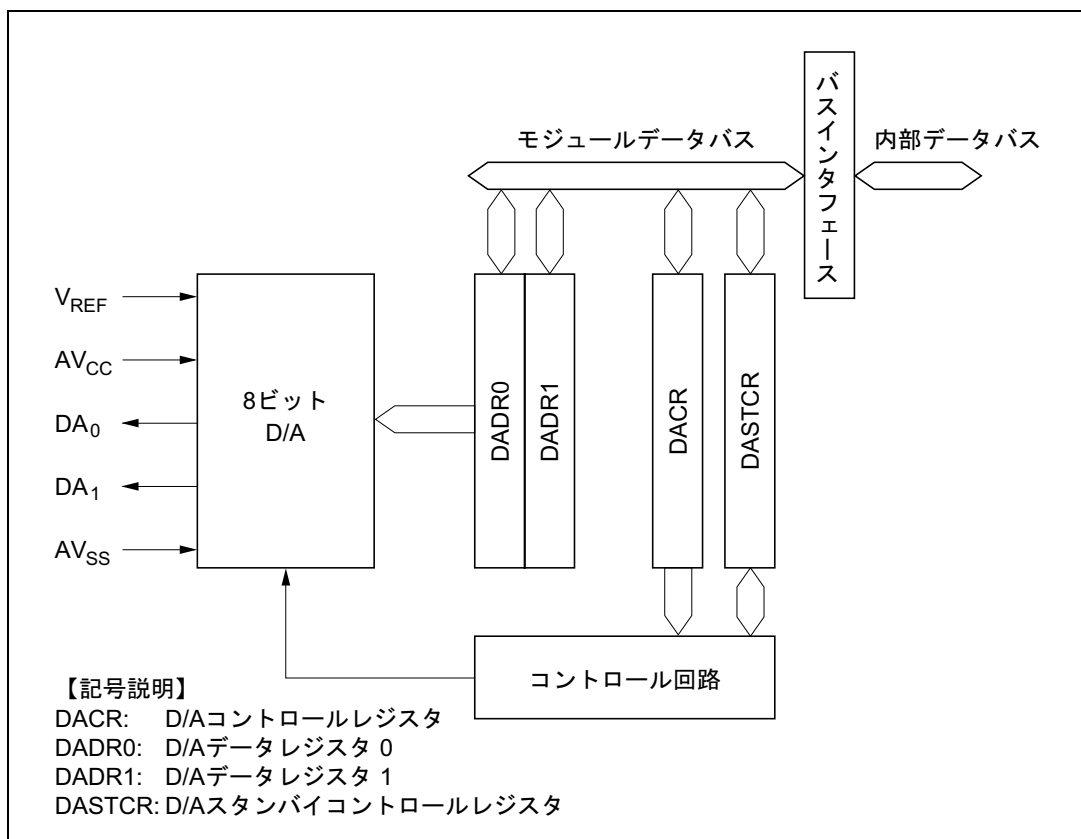 バスインタフェース
モジュールデータバス
内部データバス
V_REF
AV_CC
DA_0
DA_1
AV_SS
8ビット
D/A
DADR0
DADR1
DACR
DASTCR
コントロール回路
【記号説明】
DACR: D/Aコントロールレジスタ
DADR0: D/Aデータレジスタ 0
DADR1: D/Aデータレジスタ 1
DASTCR: D/Aスタンバイコントロールレジスタ